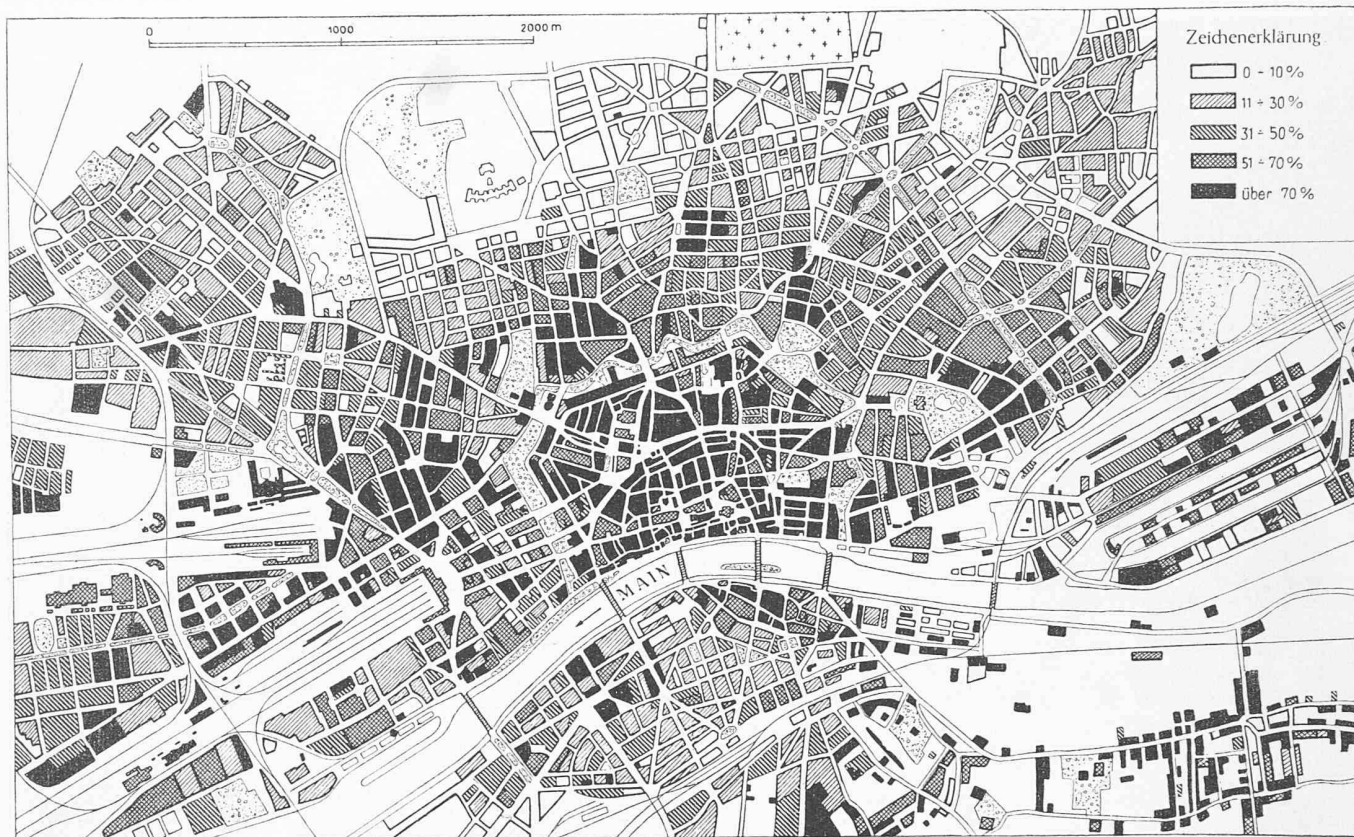 0 1000 2000 m
Zeichenerklärung
0 - 10 %
11 ÷ 30 %
31 ÷ 50 %
51 ÷ 70 %
über 70 %
MAIN